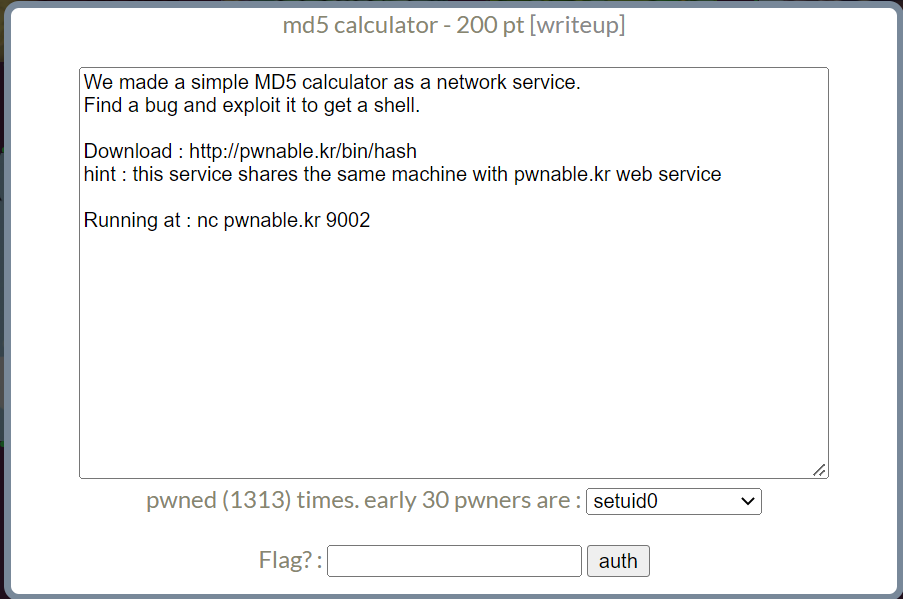 md5 calculator - 200 pt [writeup]
We made a simple MD5 calculator as a network service.
Find a bug and exploit it to get a shell.
Download : http://pwnable.kr/bin/hash
hint : this service shares the same machine with pwnable.kr web service
Running at : nc pwnable.kr 9002
pwned (1313) times. early 30 pwners are : setuid0
Flag? : auth